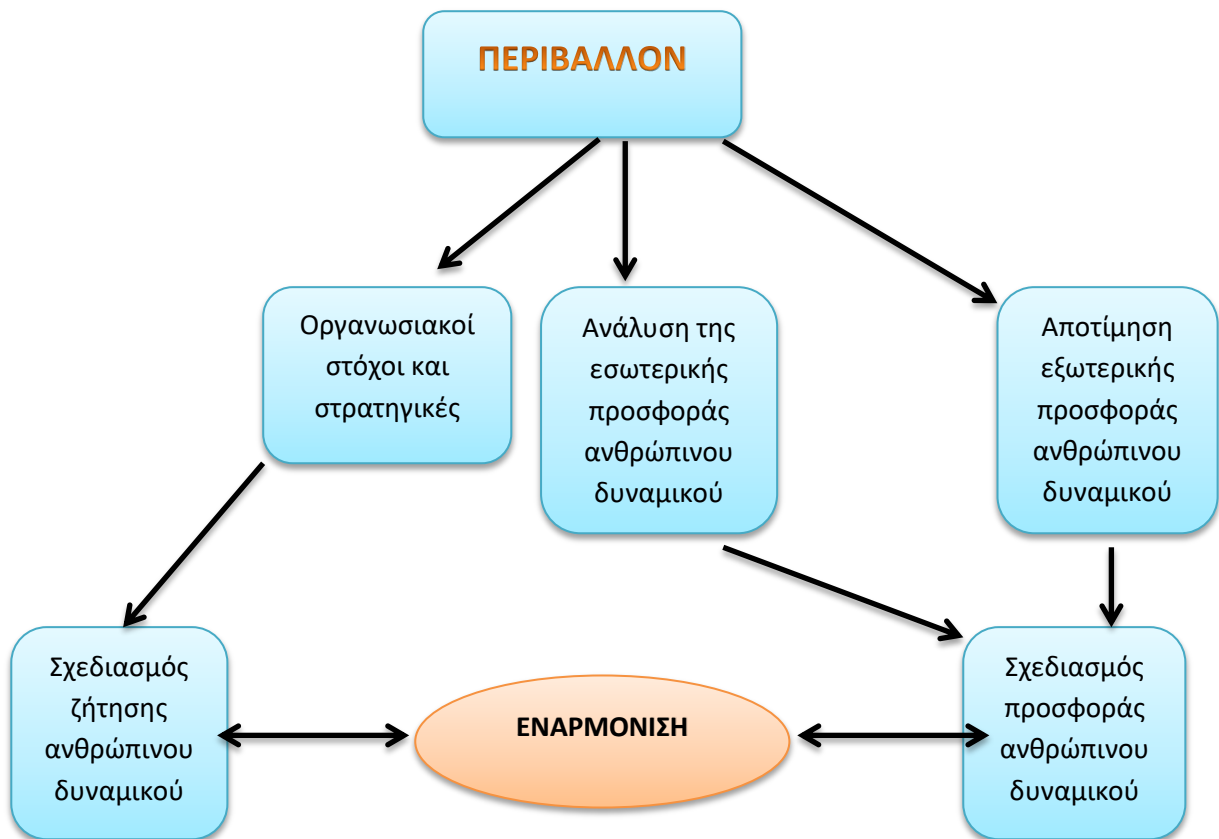 ΠΕΡΙΒΑΛΛΟΝ
Οργανωσιακοί
στόχοι και
στρατηγικές
Ανάλυση της
εσωτερικής
προσφοράς
ανθρώπινου
δυναμικού
Αποτίμηση
εξωτερικής
προσφοράς
ανθρώπινου
δυναμικού
Σχεδιασμός
ζήτησης
ανθρώπινου
δυναμικού
ΕΝΑΡΜΟΝΙΣΗ
Σχεδιασμός
προσφοράς
ανθρώπινου
δυναμικού